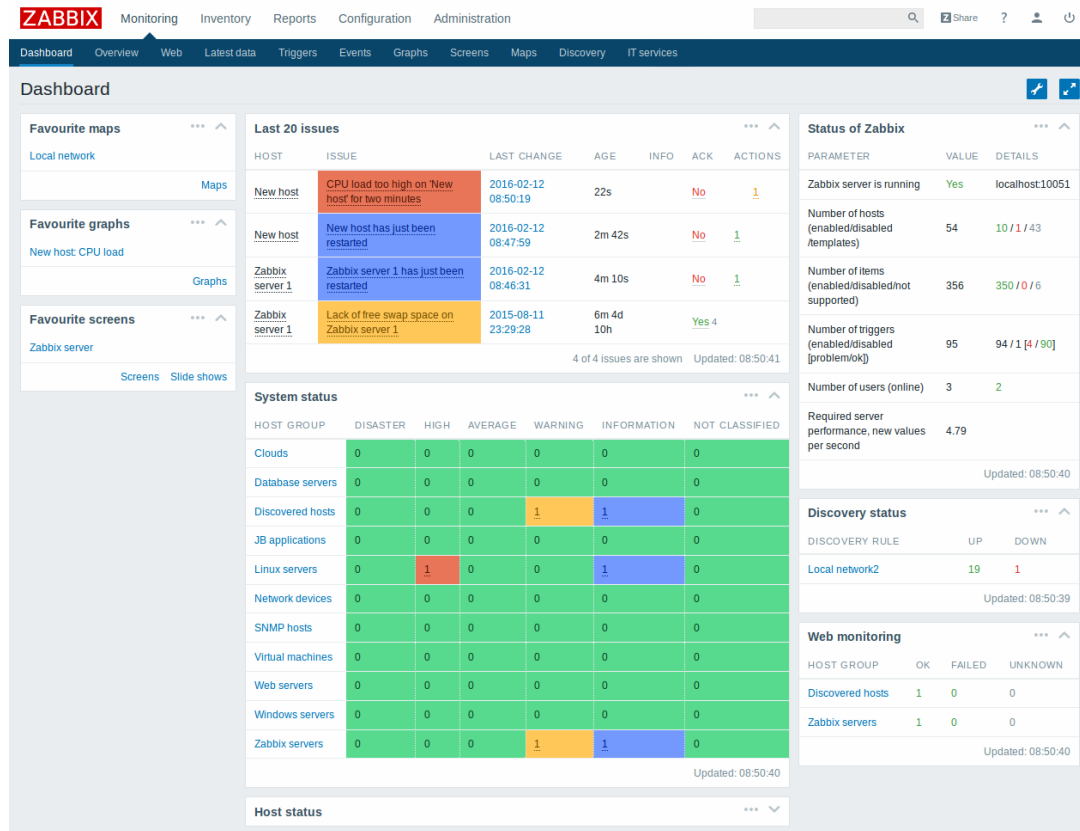 ZABBIX Monitoring Inventory Reports Configuration Administration Z Share ?
Dashboard Overview Web Latest data Triggers Events Graphs Screens Maps Discovery IT services
Dashboard
Favourite maps
Local network
Maps
Favourite graphs
New host: CPU load
Graphs
Favourite screens
Zabbix server
Screens Slide shows
Last 20 issues
HOST ISSUE LAST CHANGE AGE INFO ACK ACTIONS
New host CPU load too high on 'New host' for two minutes 2016-02-12 08:50:19 22s No 1
New host New host has just been restarted 2016-02-12 08:47:59 2m 42s No 1
Zabbix server 1 Zabbix server 1 has just been restarted 2016-02-12 08:46:31 4m 10s No 1
Zabbix server 1 Lack of free swap space on Zabbix server 1 2015-08-11 23:29:28 6m 4d 10h Yes 4
4 of 4 issues are shown Updated: 08:50:41
System status
HOST GROUP DISASTER HIGH AVERAGE WARNING INFORMATION NOT CLASSIFIED
Clouds 0 0 0 0 0 0
Database servers 0 0 0 0 0 0
Discovered hosts 0 0 0 1 1 0
JB applications 0 0 0 0 0 0
Linux servers 0 1 0 0 1 0
Network devices 0 0 0 0 0 0
SNMP hosts 0 0 0 0 0 0
Virtual machines 0 0 0 0 0 0
Web servers 0 0 0 0 0 0
Windows servers 0 0 0 0 0 0
Zabbix servers 0 0 0 1 1 0
Updated: 08:50:40
Host status
Status of Zabbix
PARAMETER VALUE DETAILS
Zabbix server is running Yes localhost:10051
Number of hosts (enabled/disabled /templates) 54 10 / 1 / 43
Number of items (enabled/disabled/not supported) 356 350 / 0 / 6
Number of triggers (enabled/disabled [problem/ok]) 95 94 / 1 [4 / 90]
Number of users (online) 3 2
Required server performance, new values per second 4.79
Updated: 08:50:40
Discovery status
DISCOVERY RULE UP DOWN
Local network2 19 1
Updated: 08:50:39
Web monitoring
HOST GROUP OK FAILED UNKNOWN
Discovered hosts 1 0 0
Zabbix servers 1 0 0
Updated: 08:50:40